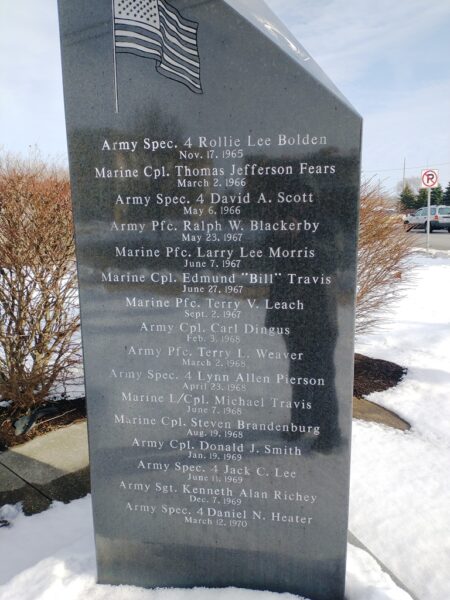 Army Spec. 4 Rollie Lee Bolden
Nov. 17, 1965
Marine Cpl. Thomas Jefferson Fears
March 2, 1966
Army Spec. 4 David A. Scott
May 6, 1966
Army Pfc. Ralph W. Blackerby
May 23, 1967
Marine Pfc. Larry Lee Morris
June 7, 1967
Marine Cpl. Edmund "Bill" Travis
June 27, 1967
Marine Pfc. Terry V. Leach
Sept. 2, 1967
Army Cpl. Carl Dingus
Feb. 3, 1968
Army Pfc. Terry L. Weaver
March 2, 1968
Army Spec. 4 Lynn Allen Pierson
April 23, 1968
Marine L/Cpl. Michael Travis
June 7, 1968
Marine Cpl. Steven Brandenburg
Aug. 19, 1968
Army Cpl. Donald J. Smith
Jan. 19, 1969
Army Spec. 4 Jack C. Lee
June 11, 1969
Army Sgt. Kenneth Alan Richey
Dec. 7, 1969
Army Spec. 4 Daniel N. Heater
March 12, 1970
P